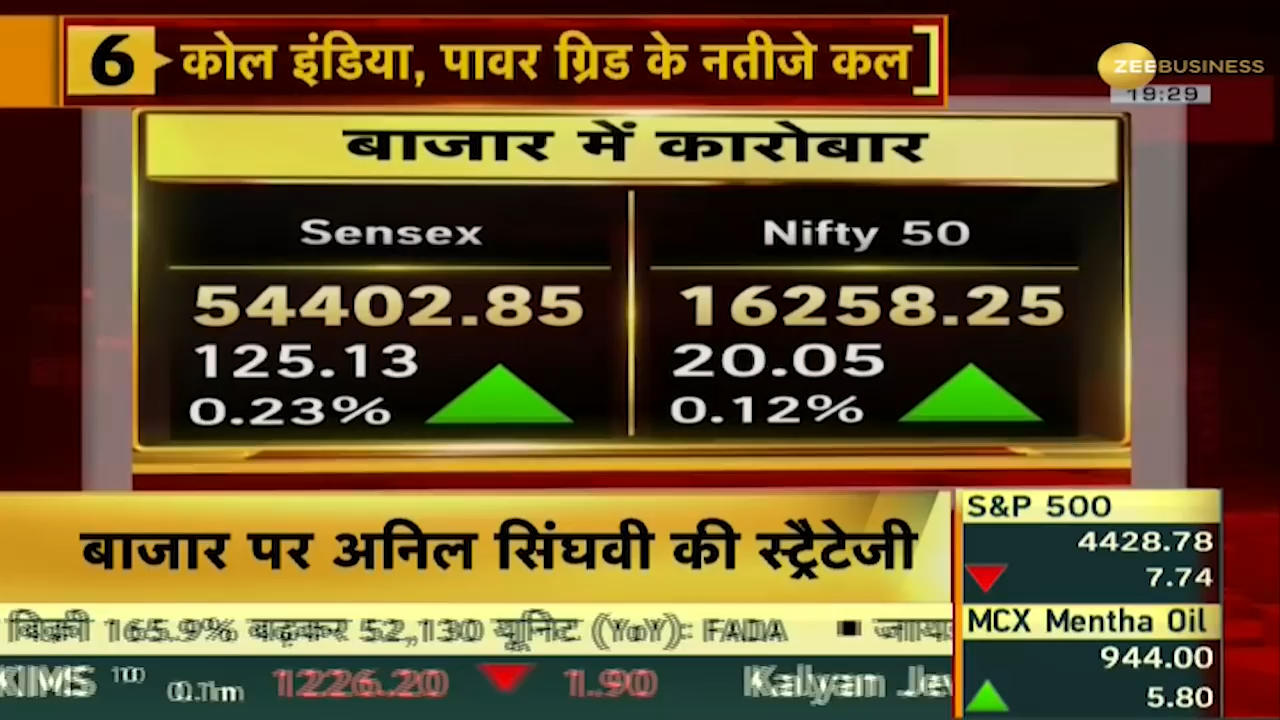 6 कोल इंडिया, पावर ग्रिड के नतीजे कल
ZEEBUSINESS
19:29
बाजार में कारोबार
Sensex
54402.85
125.13
0.23%
Nifty 50
16258.25
20.05
0.12%
बाजार पर अनिल सिंघवी की स्ट्रैटेजी
S&P 500
4428.78
7.74
MCX Mentha Oil
944.00
5.80
बिक्री 165.9% बढ़कर 52,130 यूनिट (YoY): FADA
KIMS 1226.20 1.90 Kalyan